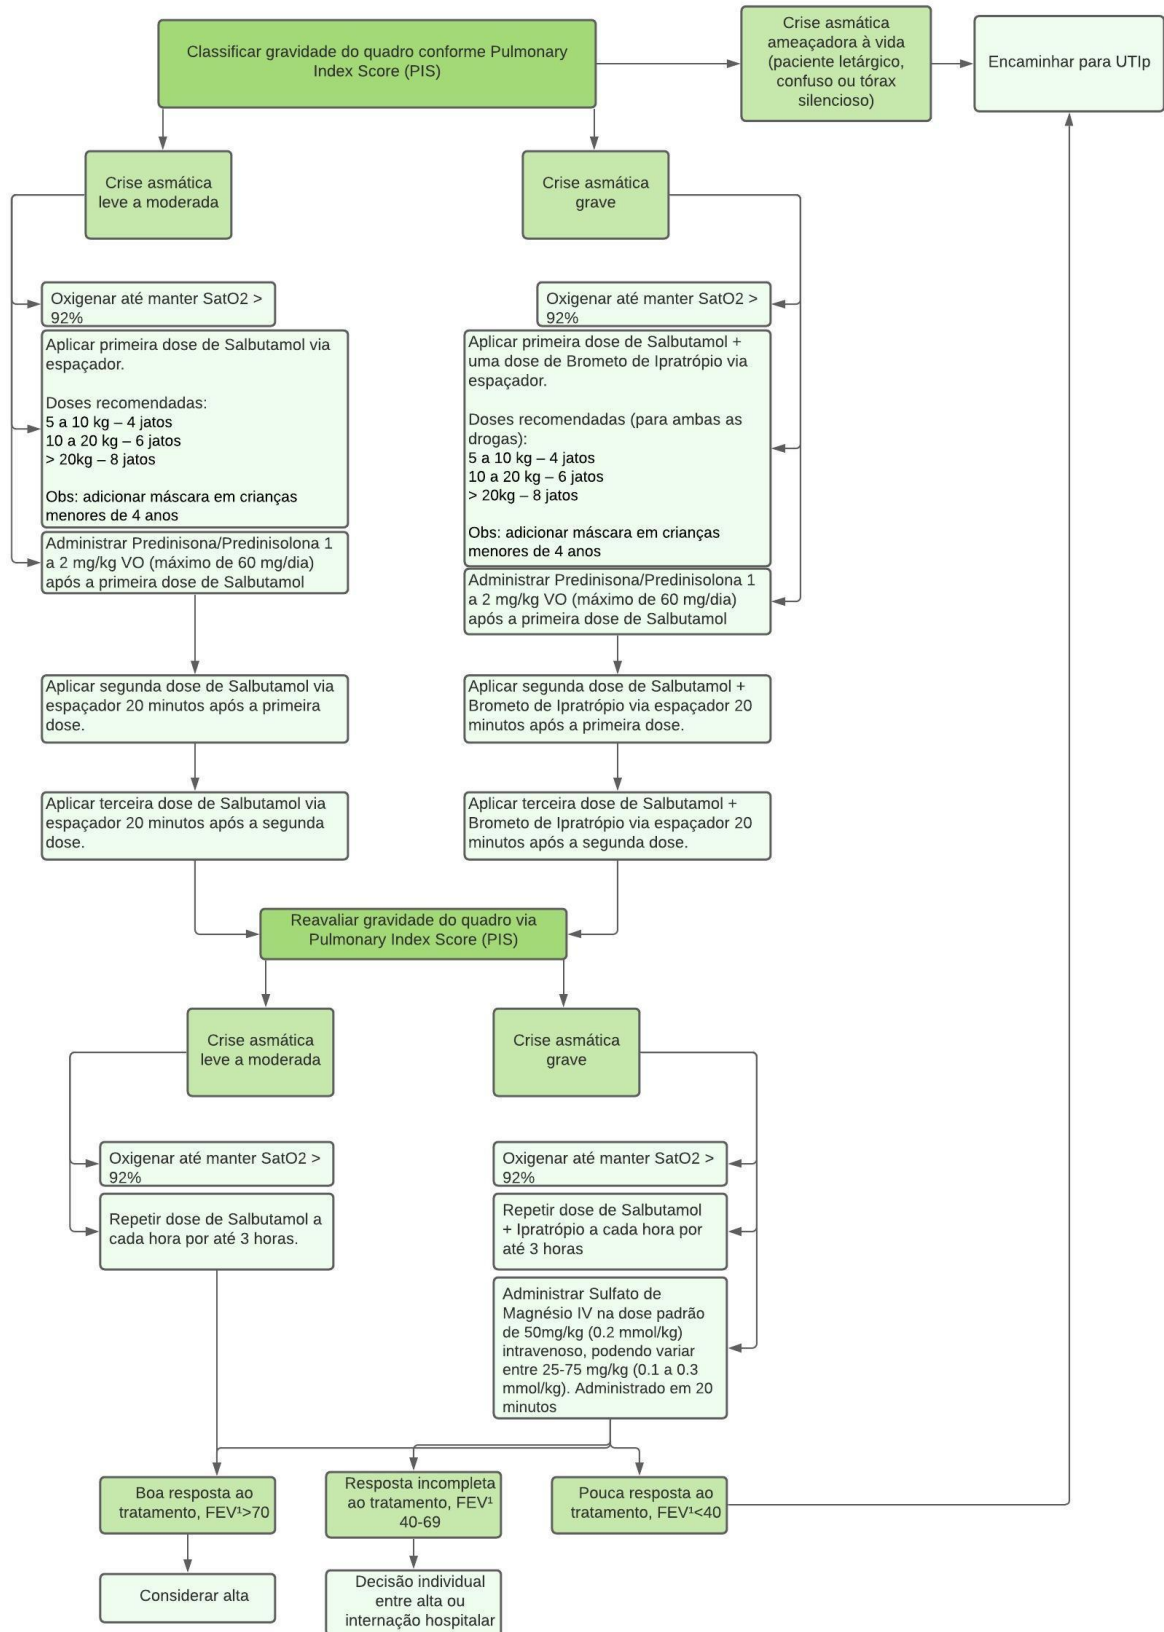 Classificar gravidade do quadro conforme Pulmonary
Index Score (PIS)
Crise asmática
ameaçadora à vida
(paciente letárgico,
confuso ou tórax
silencioso)
Encaminhar para UTIp
Crise asmática
leve a moderada
Crise asmática
grave
Oxigenar até manter SatO2 >
92%
Aplicar primeira dose de Salbutamol via
espaçador.
Doses recomendadas:
5 a 10 kg – 4 jatos
10 a 20 kg – 6 jatos
> 20kg – 8 jatos
Obs: adicionar máscara em crianças
menores de 4 anos
Administrar Predinisona/Predinisolona 1
a 2 mg/kg VO (máximo de 60 mg/dia)
após a primeira dose de Salbutamol
Oxigenar até manter SatO2 >
92%
Aplicar primeira dose de Salbutamol +
uma dose de Brometo de Ipratrópio via
espaçador.
Doses recomendadas (para ambas as
drogas):
5 a 10 kg – 4 jatos
10 a 20 kg – 6 jatos
> 20kg – 8 jatos
Obs: adicionar máscara em crianças
menores de 4 anos
Administrar Predinisona/Predinisolona 1
a 2 mg/kg VO (máximo de 60 mg/dia)
após a primeira dose de Salbutamol
Aplicar segunda dose de Salbutamol via
espaçador 20 minutos após a primeira
dose.
Aplicar segunda dose de Salbutamol +
Brometo de Ipratrópio via espaçador 20
minutos após a primeira dose.
Aplicar terceira dose de Salbutamol via
espaçador 20 minutos após a segunda
dose.
Aplicar terceira dose de Salbutamol +
Brometo de Ipratrópio via espaçador 20
minutos após a segunda dose.
Reavaliar gravidade do quadro via
Pulmonary Index Score (PIS)
Crise asmática
leve a moderada
Crise asmática
grave
Oxigenar até manter SatO2 >
92%
Repetir dose de Salbutamol a
cada hora por até 3 horas.
Oxigenar até manter SatO2 >
92%
Repetir dose de Salbutamol
+ Ipratrópio a cada hora por
até 3 horas
Administrar Sulfato de
Magnésio IV na dose padrão
de 50mg/kg (0.2 mmol/kg)
intravenoso, podendo variar
entre 25-75 mg/kg (0.1 a 0.3
mmol/kg). Administrado em 20
minutos
Boa resposta ao
tratamento, FEV¹>70
Resposta incompleta
ao tratamento, FEV¹
40-69
Pouca resposta ao
tratamento, FEV¹<40
Considerar alta
Decisão individual
entre alta ou
internação hospitalar